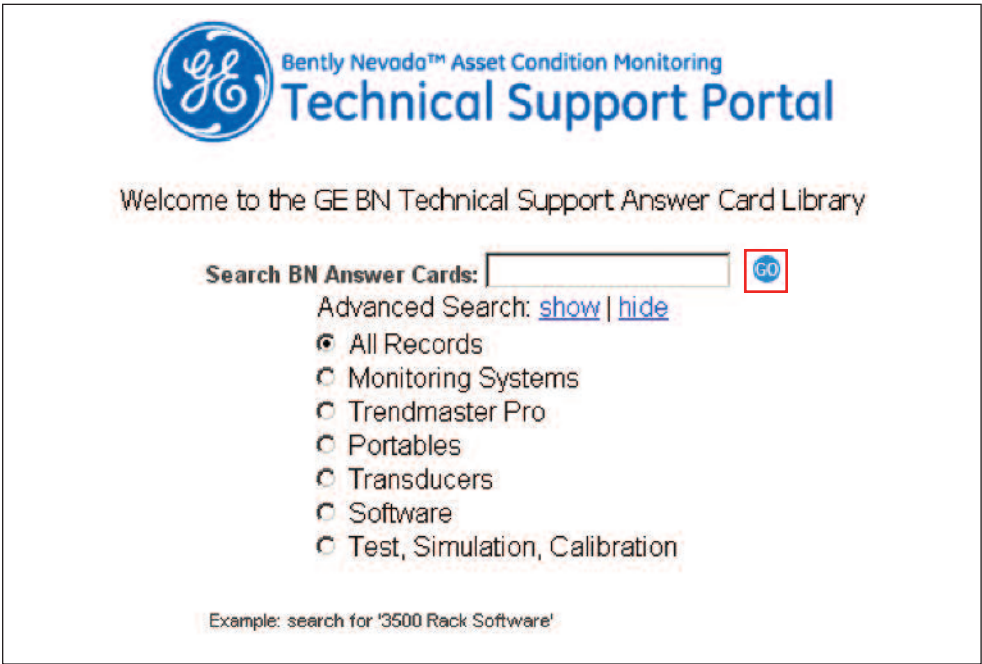 GE
Bently Nevada™ Asset Condition Monitoring
Technical Support Portal
Welcome to the GE BN Technical Support Answer Card Library
Search BN Answer Cards: GO
Advanced Search: show | hide
All Records
Monitoring Systems
Trendmaster Pro
Portables
Transducers
Software
Test, Simulation, Calibration
Example: search for '3500 Rack Software'